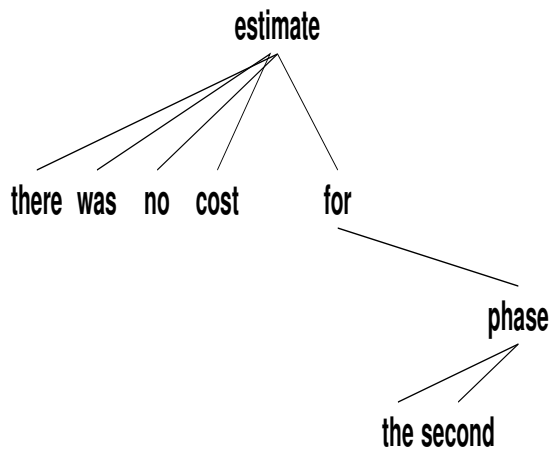 estimate
there was no cost for
phase
the second